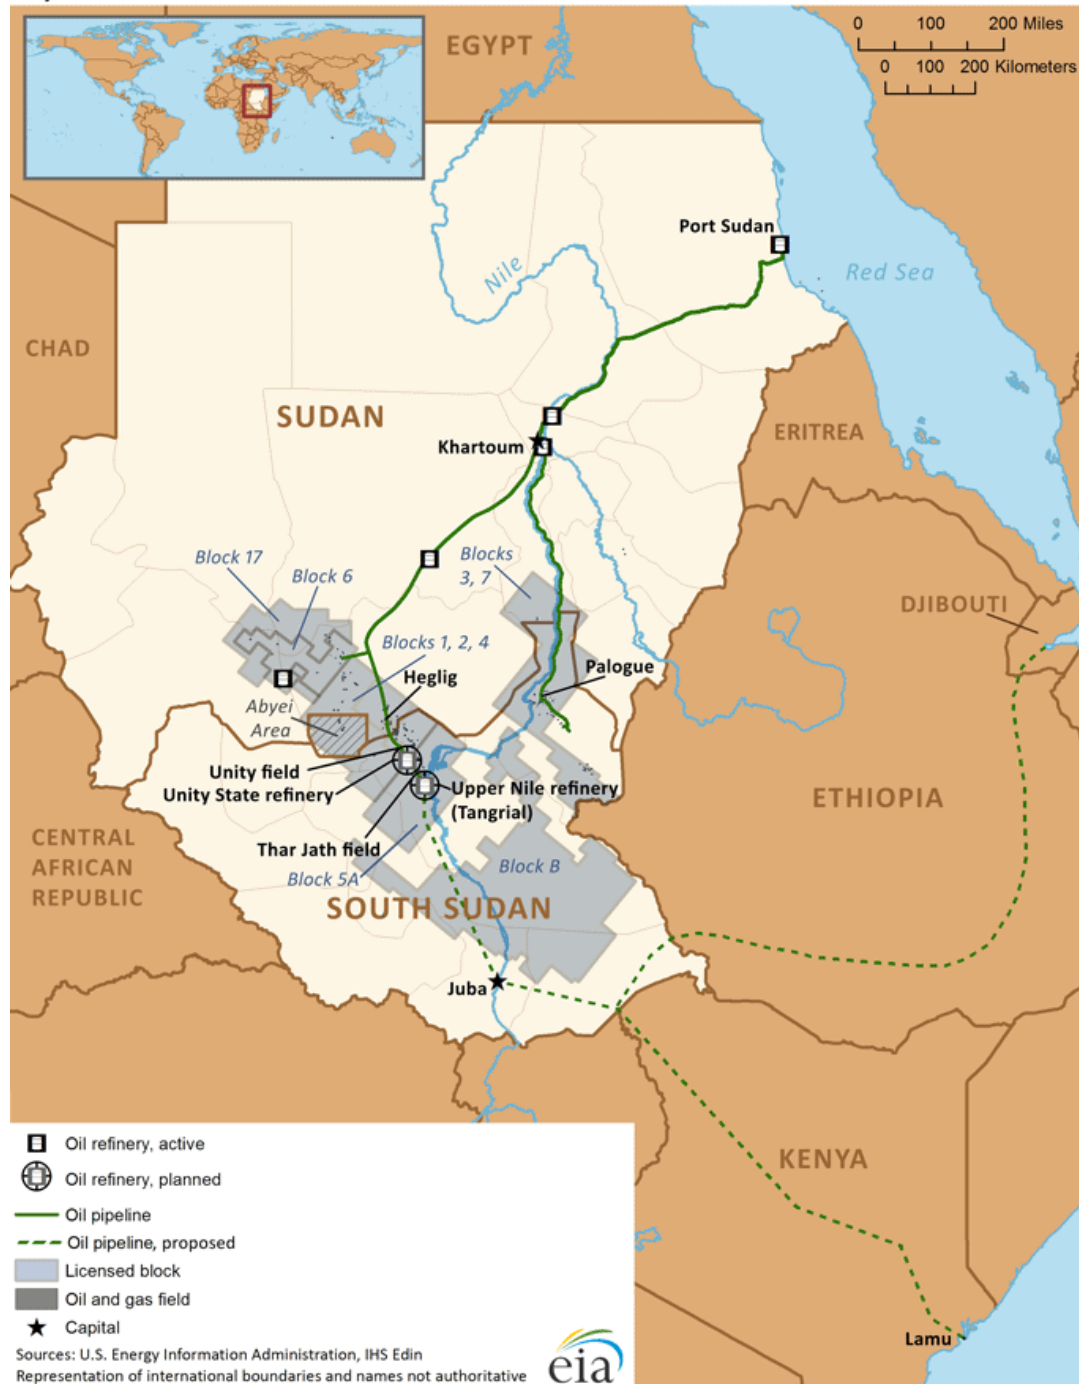 EGYPT
0 100 200 Miles
0 100 200 Kilometers
Port Sudan
Red Sea
Nile
CHAD
SUDAN
Khartoum
ERITREA
Block 17
Block 6
Blocks
3, 7
DJIBOUTI
Blocks 1, 2, 4
Heglig
Palogue
Abyei
Area
Unity field
Unity State refinery
Upper Nile refinery
(Tangrial)
ETHIOPIA
CENTRAL
AFRICAN
REPUBLIC
Thar Jath field
Block 5A
Block B
SOUTH SUDAN
Juba
KENYA
Lamu
Oil refinery, active
Oil refinery, planned
Oil pipeline
Oil pipeline, proposed
Licensed block
Oil and gas field
Capital
Sources: U.S. Energy Information Administration, IHS Edin
Representation of international boundaries and names not authoritative
eia